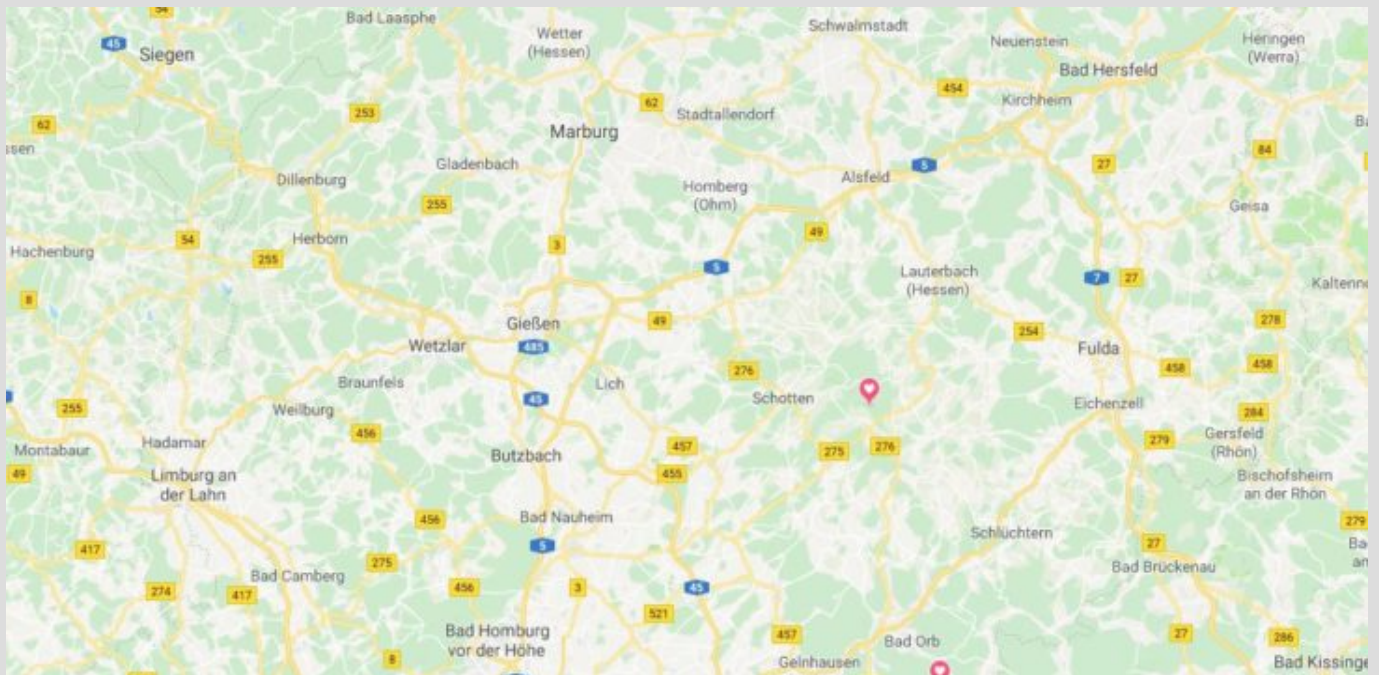 54
Bad Laasphe
Schwalmstadt
Wetter
(Hessen)
Neuenstein
Heringen
(Werra)
45
Siegen
Bad Hersfeld
454
Kirchheim
62
253
Stadtallendorf
62
Marburg
ssen
84
Gladenbach
5
27
Dillenburg
Alsfeld
Homberg
(Ohm)
255
Geisa
49
54
Herborn
3
Hachenburg
255
5
Lauterbach
(Hessen)
7
27
Kaltenn
8
Gießen
49
278
254
Wetzlar
485
Fulda
458
458
276
Braunfels
Lich
Schotten
45
255
Weilburg
Eichenzell
284
456
Hadamar
457
275
276
279
Gersfeld
(Rhön)
Montabaur
Butzbach
49
Limburg an
der Lahn
455
Bischofsheim
an der Rhön
456
Bad Nauheim
279
Schlüchtern
417
5
27
Ba
an
275
Bad Camberg
Bad Brückenau
274
417
456
3
45
521
Bad Homburg
vor der Höhe
457
Bad Orb
27
286
8
Gelnhausen
Bad Kissinge